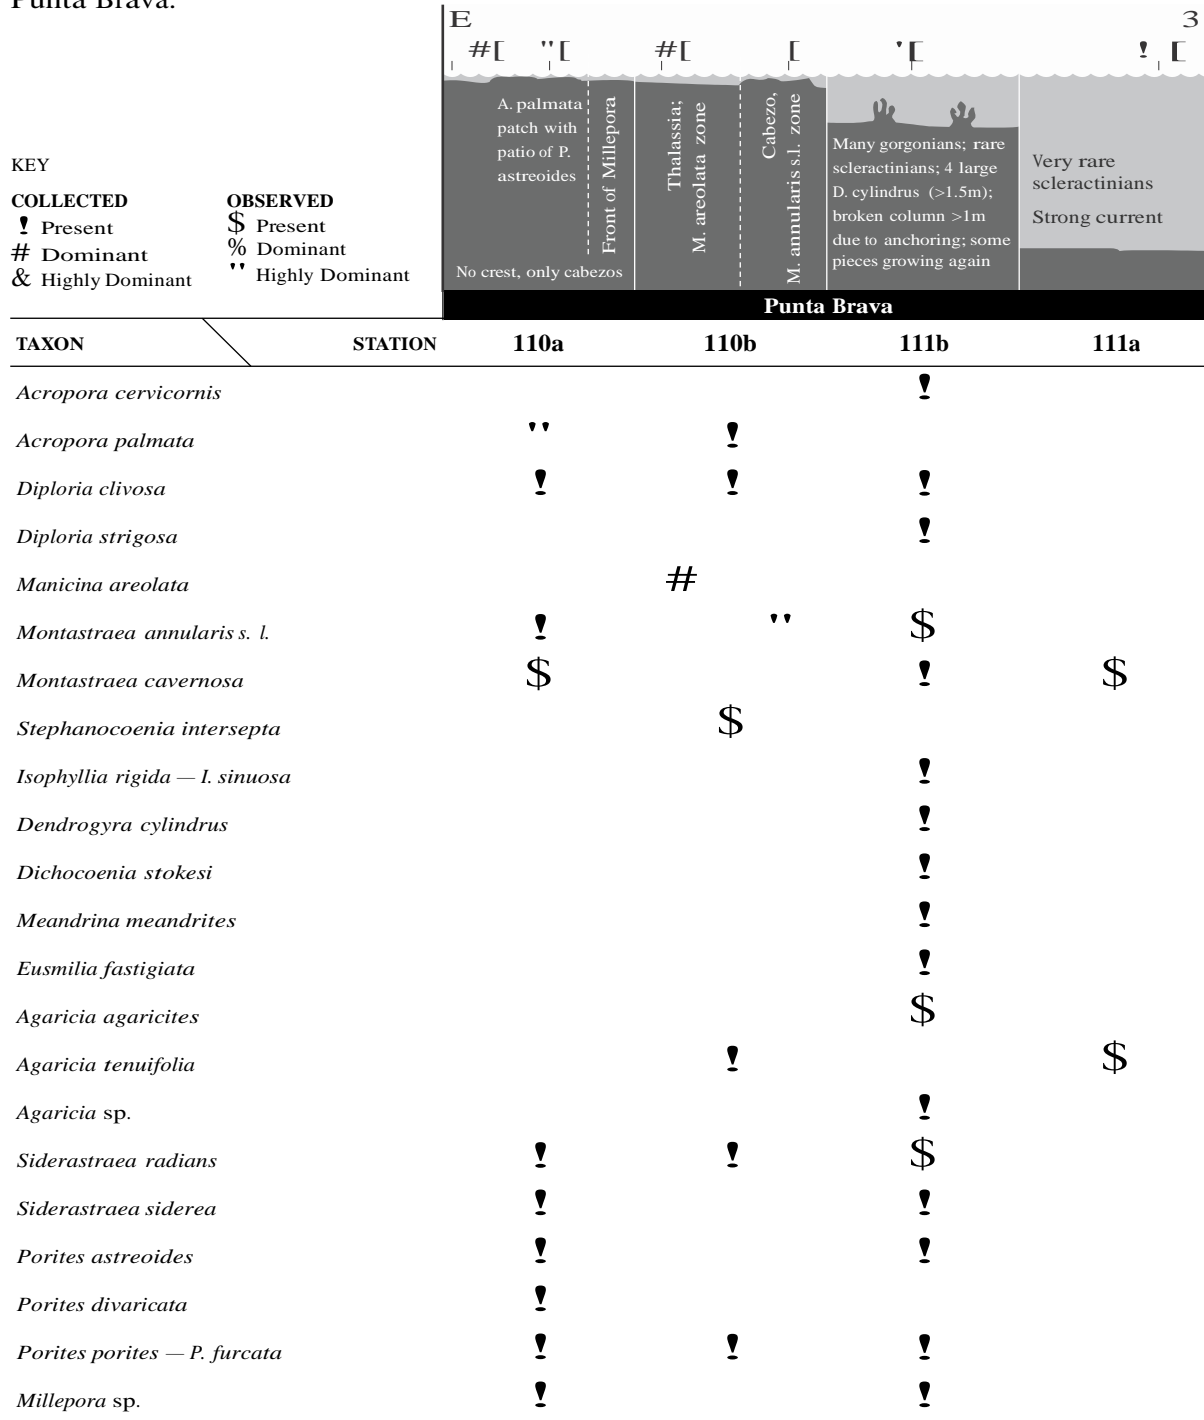 Punta Brava.
E 3
#[ "[ #[ [ '[ ! [
A. palmata
patch with
patio of P.
astreoides
Front of Millepora
No crest, only cabezos
Thalassia;
M. areolata zone
Cabezo,
M. annularis s.l. zone
Many gorgonians; rare
scleractinians; 4 large
D. cylindrus (>1.5m);
broken column >1m
due to anchoring; some
pieces growing again
Very rare
scleractinians
Strong current
KEY
COLLECTED
! Present
# Dominant
& Highly Dominant
OBSERVED
$ Present
% Dominant
" Highly Dominant
Punta Brava
TAXON STATION 110a 110b 111b 111a
Acropora cervicornis !
Acropora palmata " !
Diploria clivosa ! ! !
Diploria strigosa !
Manicina areolata #
Montastraea annularis s. l. ! " $
Montastraea cavernosa $ ! $
Stephanocoenia intersepta $
Isophyllia rigida — I. sinuosa !
Dendrogyra cylindrus !
Dichocoenia stokesi !
Meandrina meandrites !
Eusmilia fastigiata !
Agaricia agaricites $
Agaricia tenuifolia ! $
Agaricia sp. !
Siderastraea radians ! ! $
Siderastraea siderea ! !
Porites astreoides ! !
Porites divaricata !
Porites porites — P. furcata ! ! !
Millepora sp. ! !